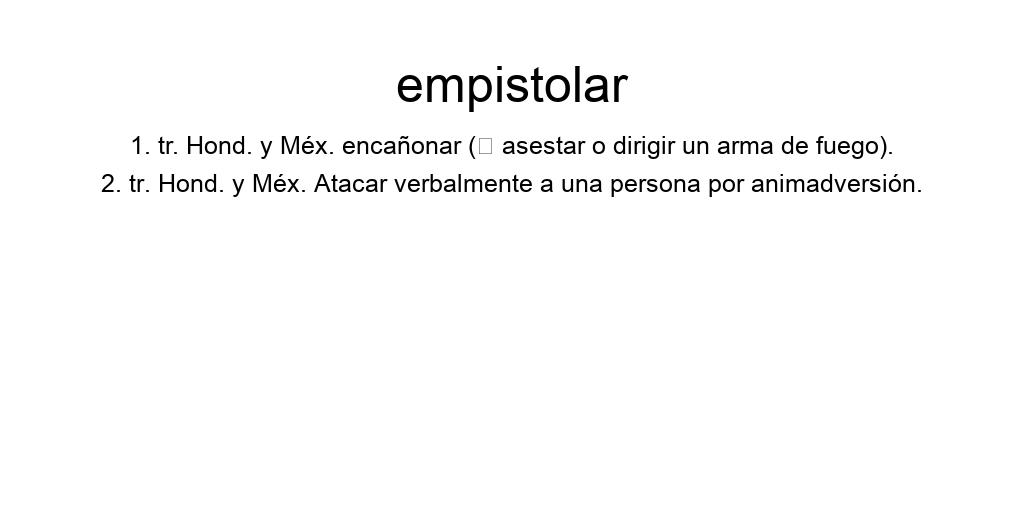 empistolar
1. tr. Hond. y Méx. encañonar (□ asestar o dirigir un arma de fuego).
2. tr. Hond. y Méx. Atacar verbalmente a una persona por animadversión.